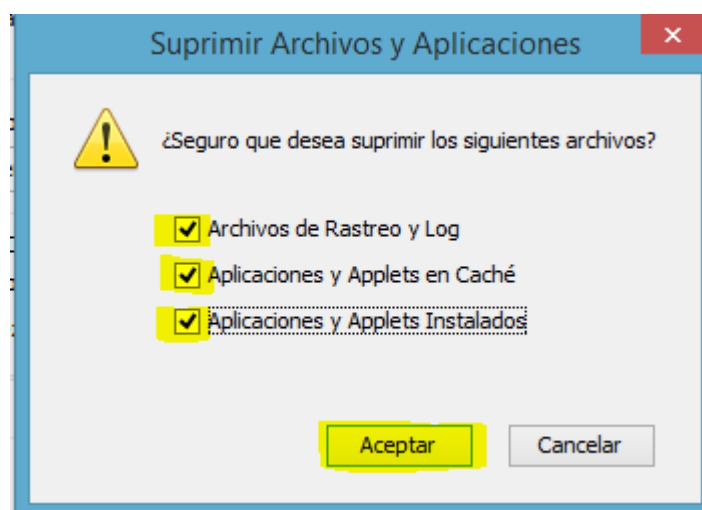 Suprimir Archivos y Aplicaciones
¿Seguro que desea suprimir los siguientes archivos?
Archivos de Rastreo y Log
Aplicaciones y Applets en Caché
Aplicaciones y Applets Instalados
Aceptar
Cancelar